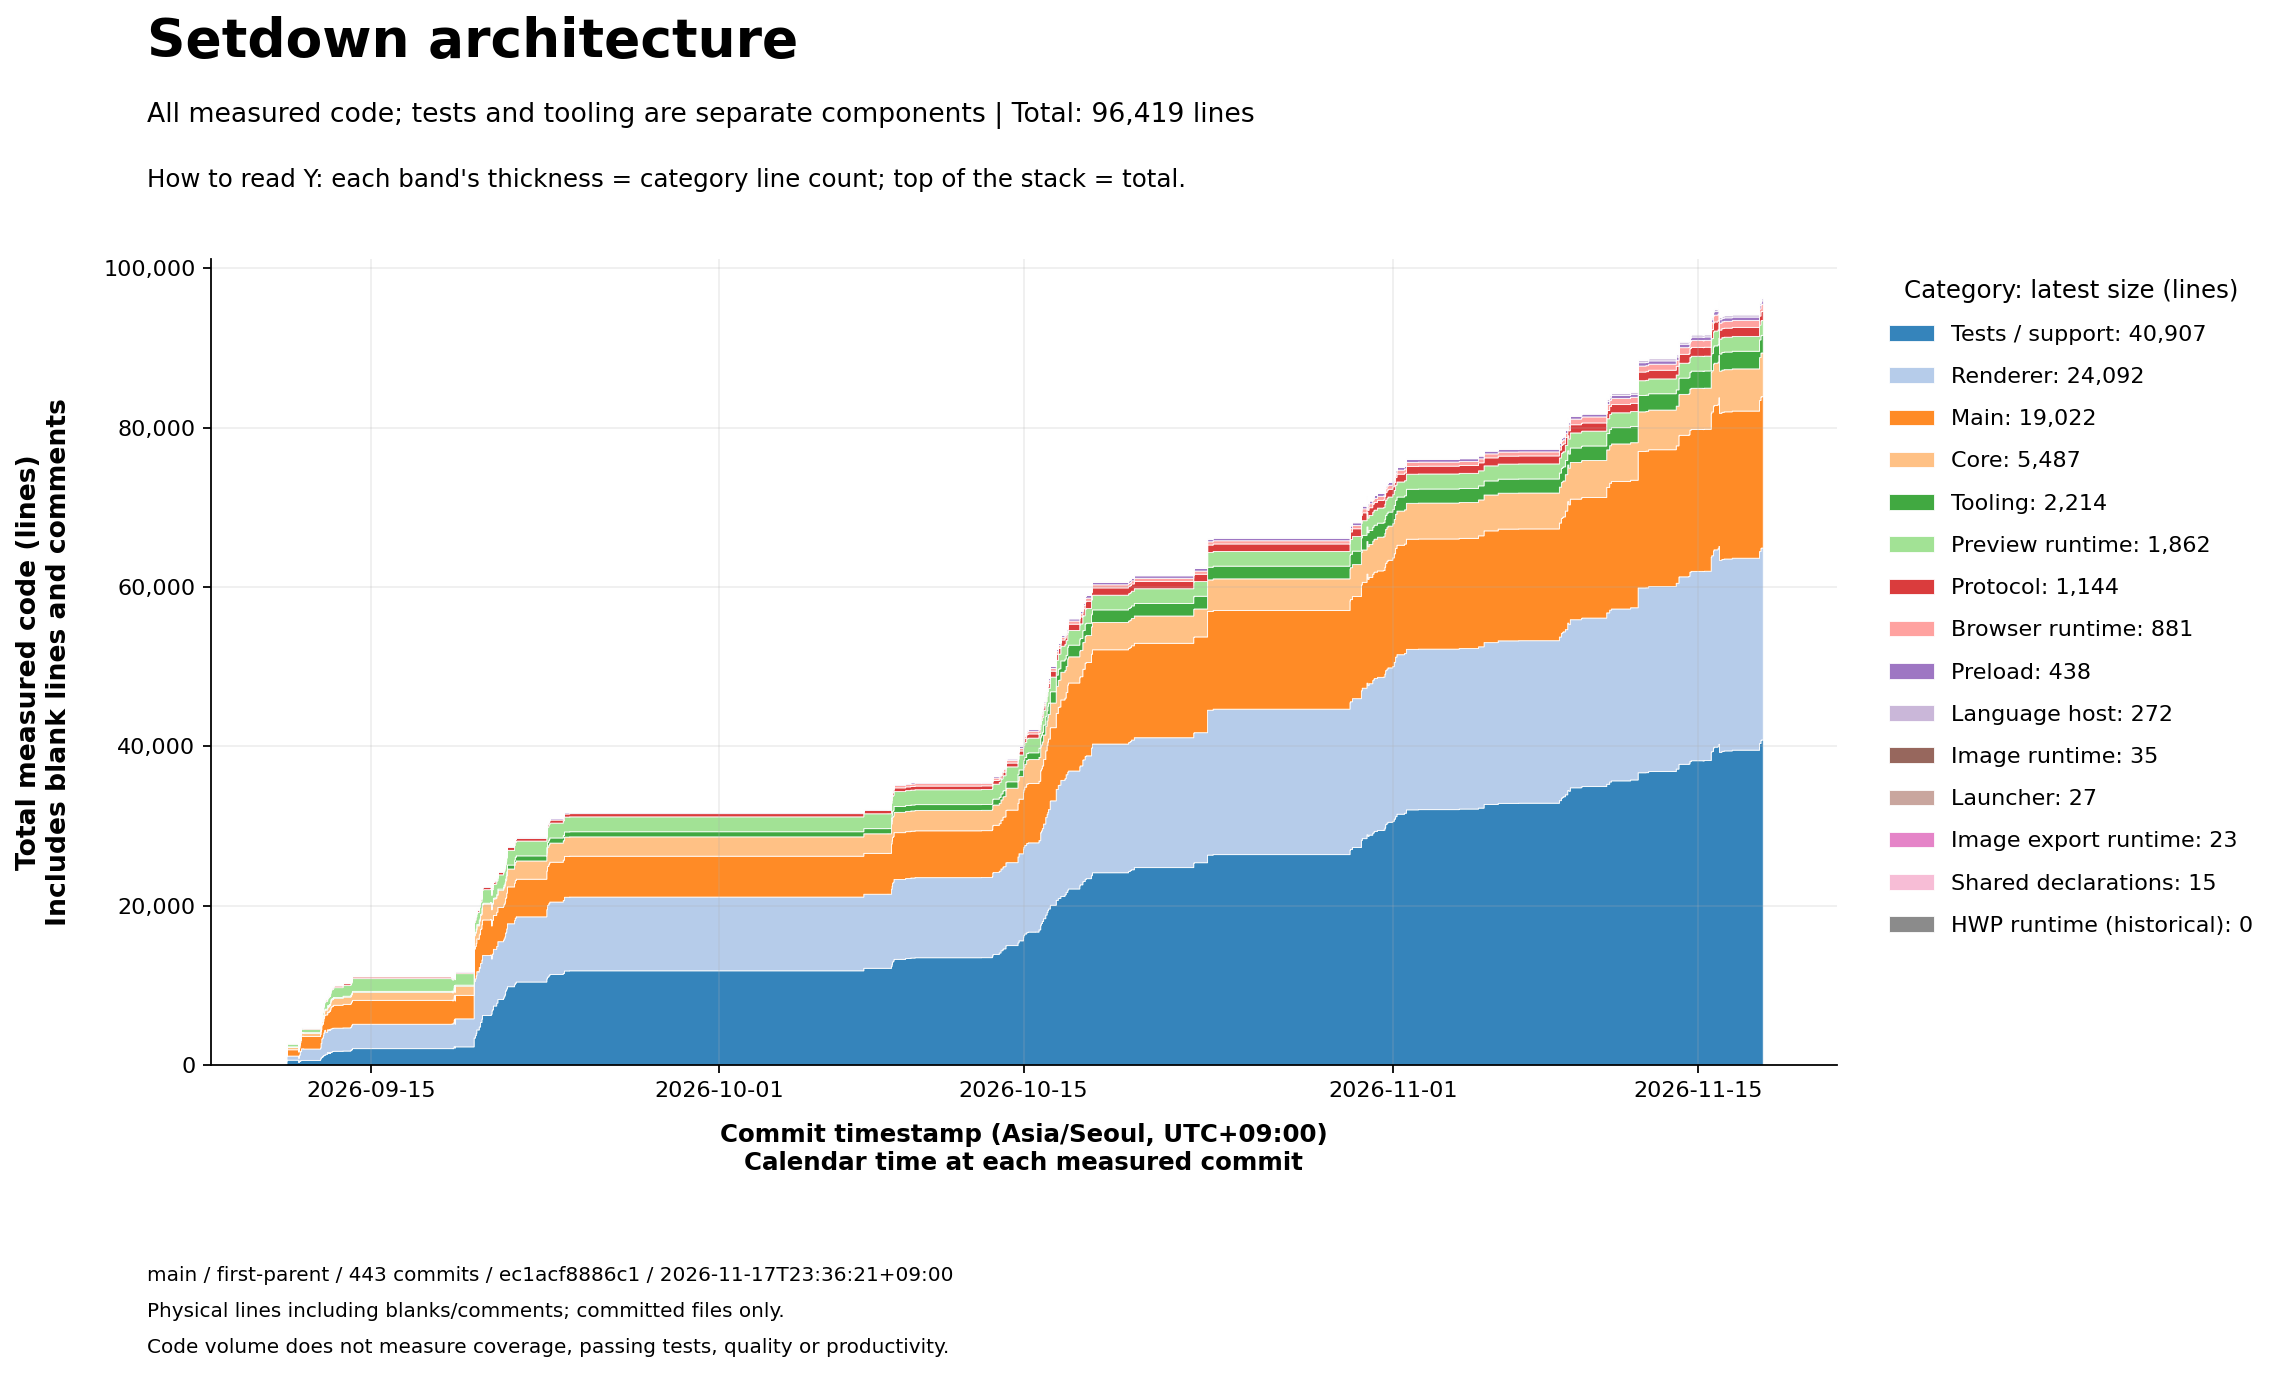 Setdown architecture
All measured code; tests and tooling are separate components | Total: 96,419 lines
How to read Y: each band's thickness = category line count; top of the stack = total.
Total measured code (lines)
Includes blank lines and comments
100,000
80,000
60,000
40,000
20,000
0
2026-09-15
2026-10-01
2026-10-15
2026-11-01
2026-11-15
Commit timestamp (Asia/Seoul, UTC+09:00)
Calendar time at each measured commit
Category: latest size (lines)
Tests / support: 40,907
Renderer: 24,092
Main: 19,022
Core: 5,487
Tooling: 2,214
Preview runtime: 1,862
Protocol: 1,144
Browser runtime: 881
Preload: 438
Language host: 272
Image runtime: 35
Launcher: 27
Image export runtime: 23
Shared declarations: 15
HWP runtime (historical): 0
main / first-parent / 443 commits / ec1acf8886c1 / 2026-11-17T23:36:21+09:00
Physical lines including blanks/comments; committed files only.
Code volume does not measure coverage, passing tests, quality or productivity.